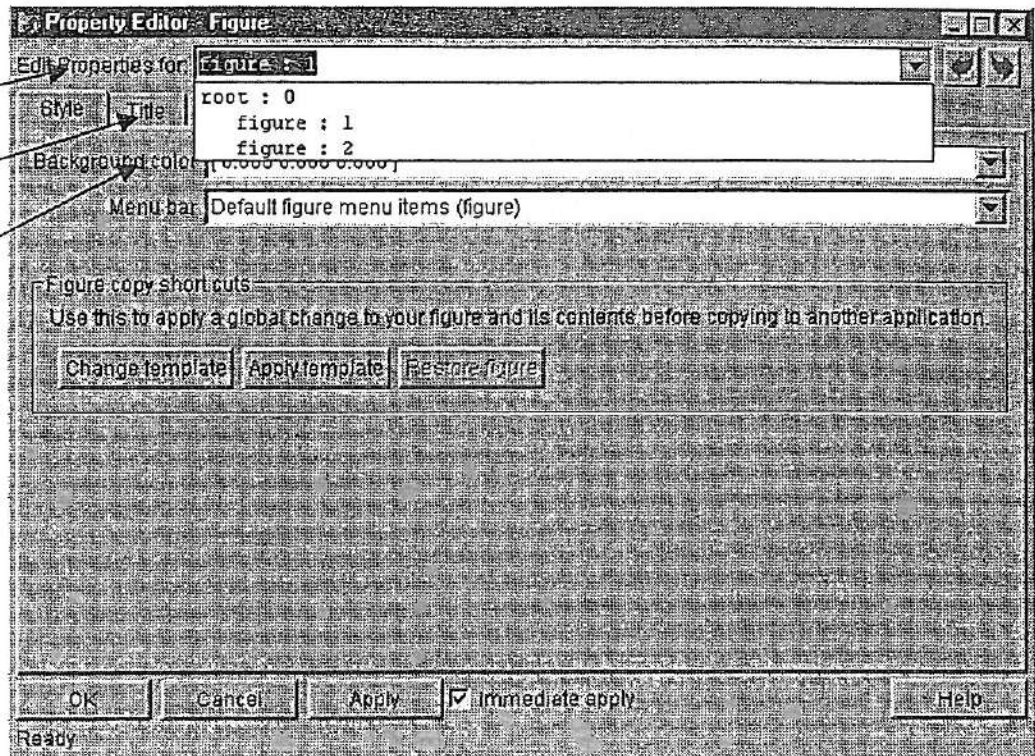 Property Editor - Figure
Edit Properties for: figure : 1
root : 0
figure : 1
figure : 2
Style Title
Background color
Menu bar Default figure menu items (figure)
Figure copy short cuts
Use this to apply a global change to your figure and its contents before copying to another application.
Change template Apply template Restore figure
OK Cancel Apply Immediate apply Help
Ready